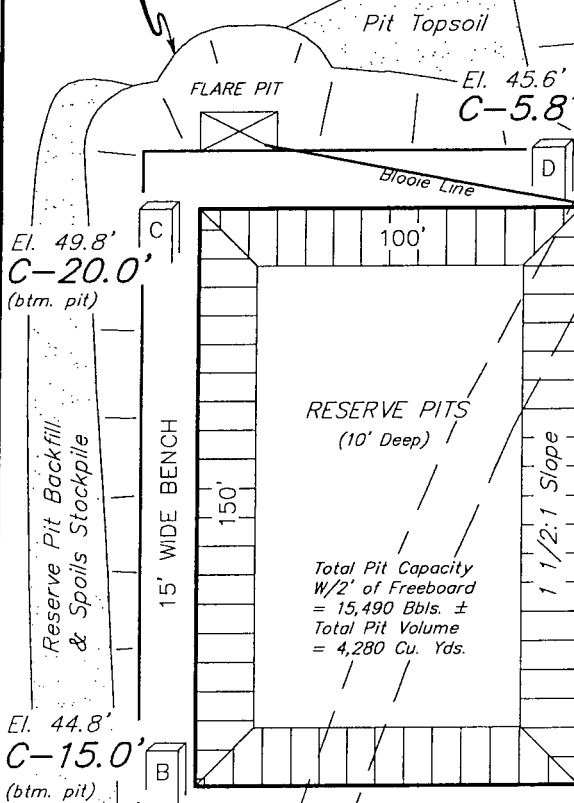 Pit Topsoil
FLARE PIT
El. 45.6'
C-5.8'
D
Blooie Line
C
El. 49.8'
C-20.0'
(btm. pit)
100'
RESERVE PITS
(10' Deep)
150'
15' WIDE BENCH
Reserve Pit Backfill
& Spoils Stockpile
1 1/2:1 Slope
Total Pit Capacity
W/2' of Freeboard
= 15,490 Bbls. ±
Total Pit Volume
= 4,280 Cu. Yds.
El. 44.8'
C-15.0'
(btm. pit)
B